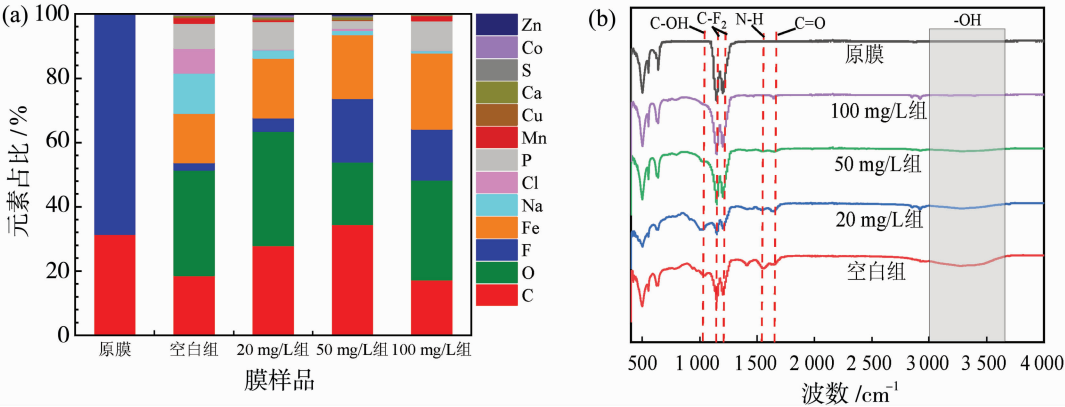 (a)
100
80
60
40
20
0
元素占比 / %
原膜
空白组
20 mg/L组
50 mg/L组
100 mg/L组
膜样品
Zn
Co
S
Ca
Cu
Mn
P
Cl
Na
Fe
F
O
C
(b)
C-OH
C-F₂
N-H
C=O
-OH
原膜
100 mg/L组
50 mg/L组
20 mg/L组
空白组
500
1 000
1 500
2 000
2 500
3 000
3 500
4 000
波数 /cm⁻¹